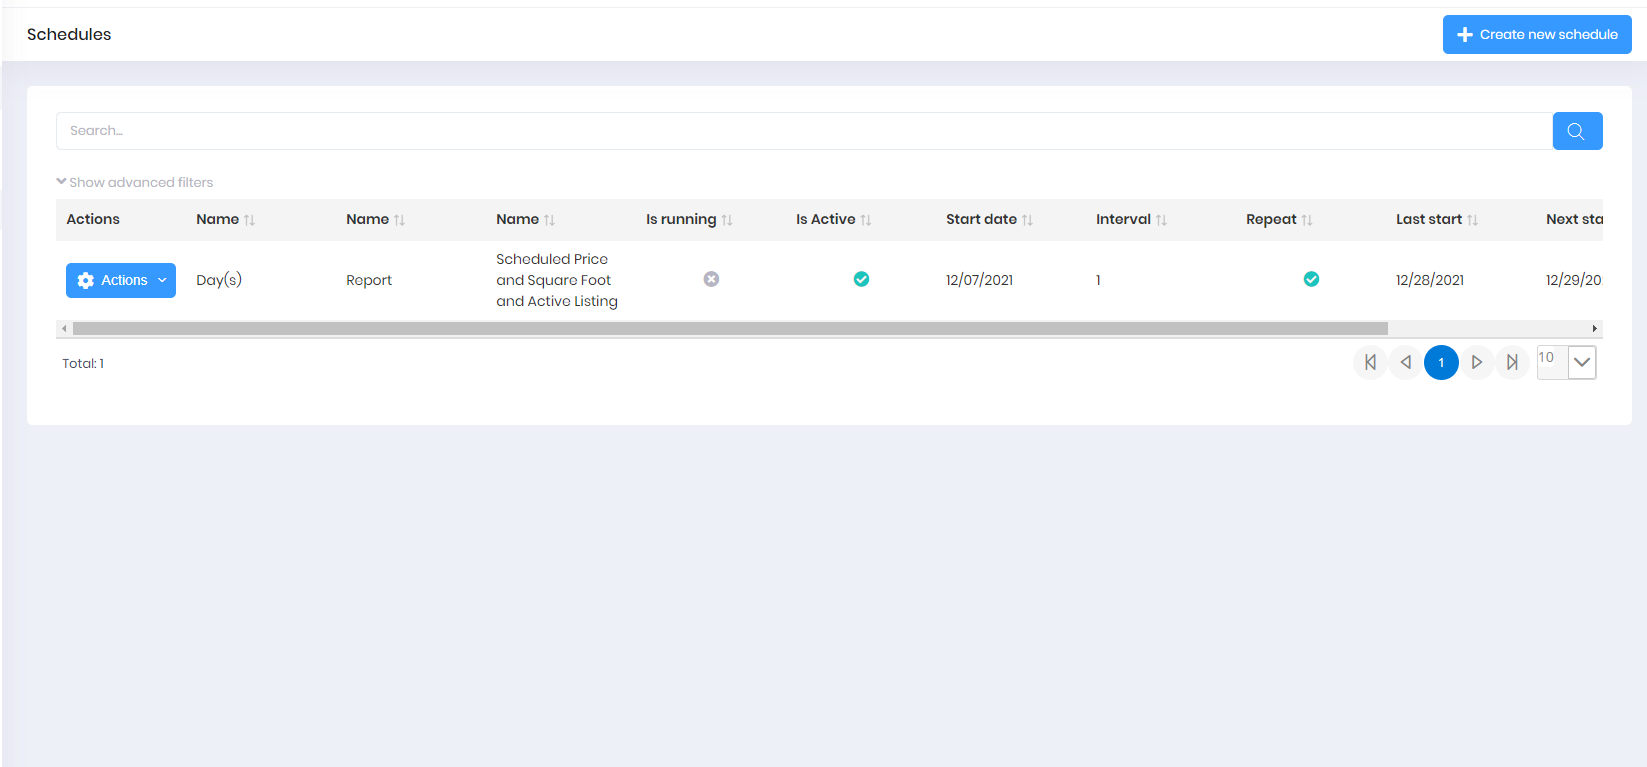 Schedules
Create new schedule
Search...
Show advanced filters
Actions Name Name Name Is running Is Active Start date Interval Repeat Last start Next sta
Scheduled Price
Actions Day(s) Report and Square Foot 12/07/2021 1 12/28/2021 12/29/20
and Active Listing
Total: 1
1
10